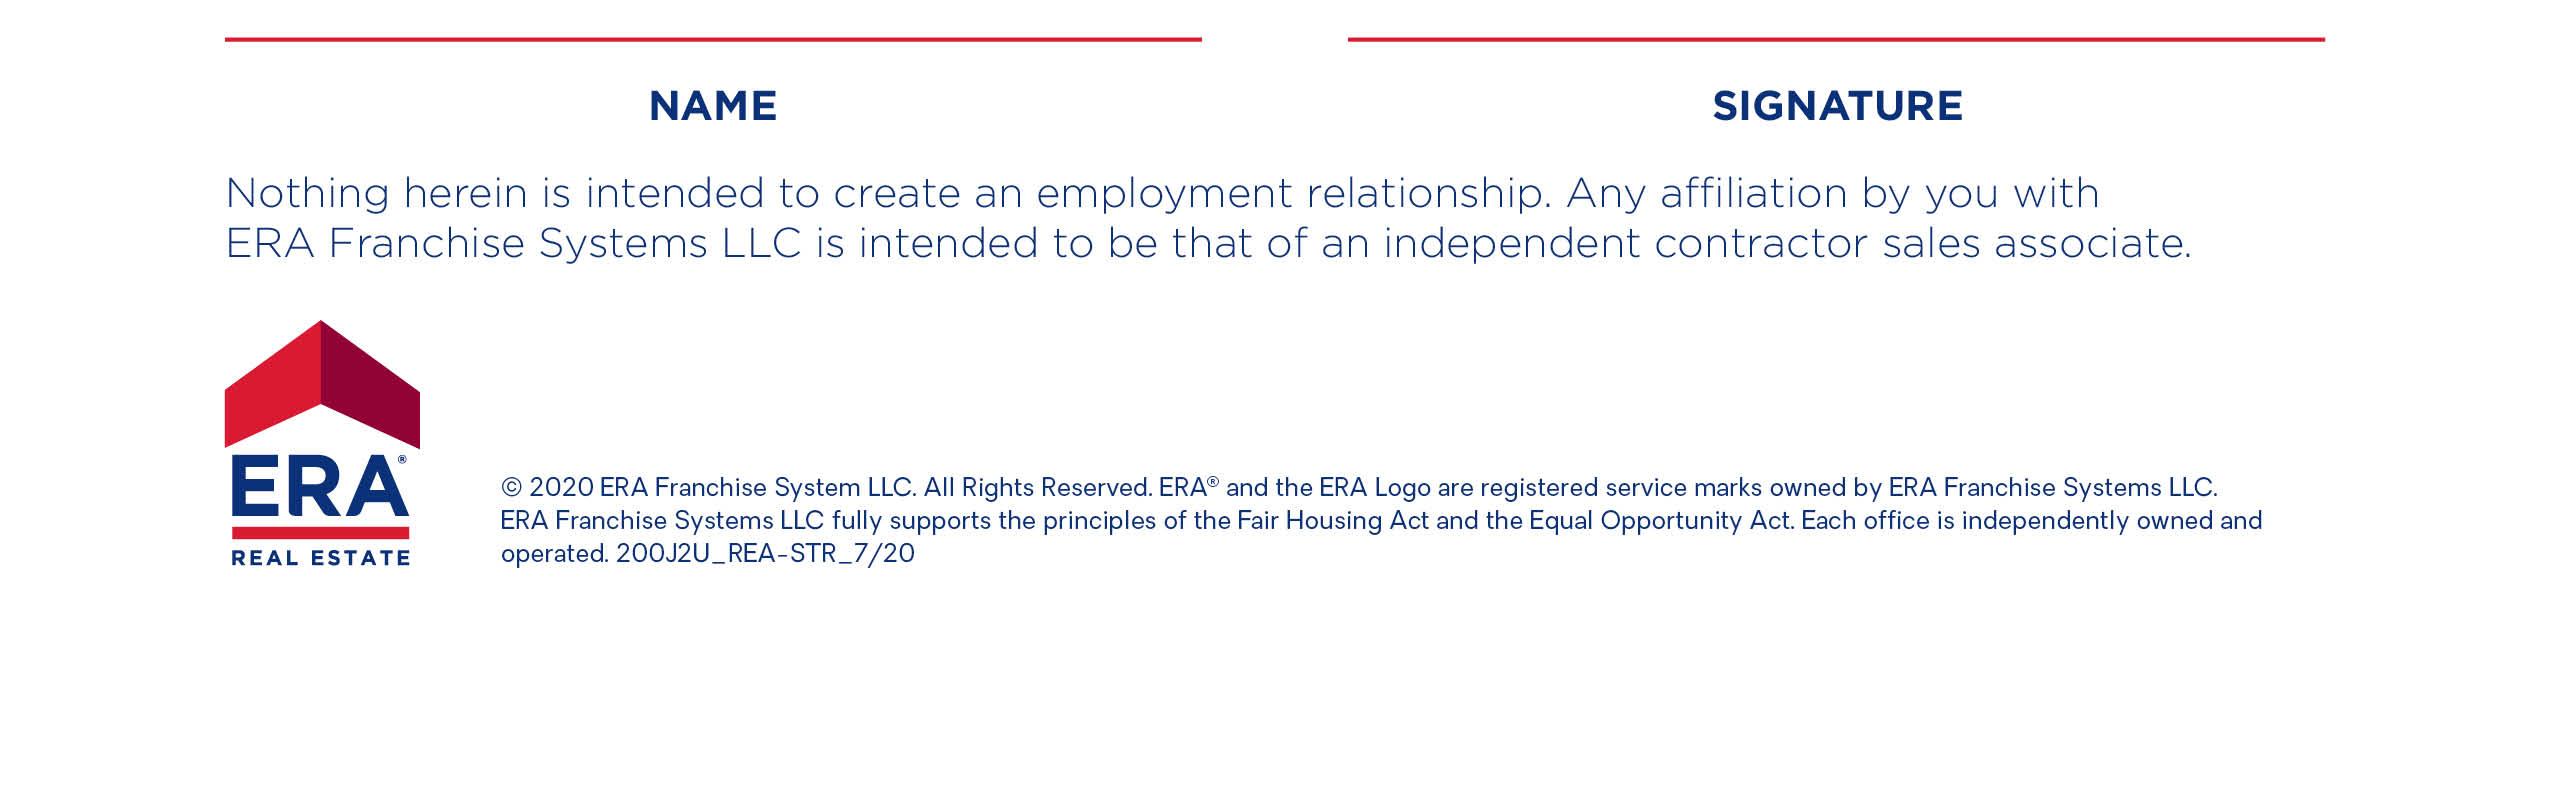 NAME SIGNATURE
Nothing herein is intended to create an employment relationship. Any affiliation by you with
ERA Franchise Systems LLC is intended to be that of an independent contractor sales associate.
ERA®
REAL ESTATE
© 2020 ERA Franchise System LLC. All Rights Reserved. ERA® and the ERA Logo are registered service marks owned by ERA Franchise Systems LLC.
ERA Franchise Systems LLC fully supports the principles of the Fair Housing Act and the Equal Opportunity Act. Each office is independently owned and
operated. 200J2U_REA-STR_7/20